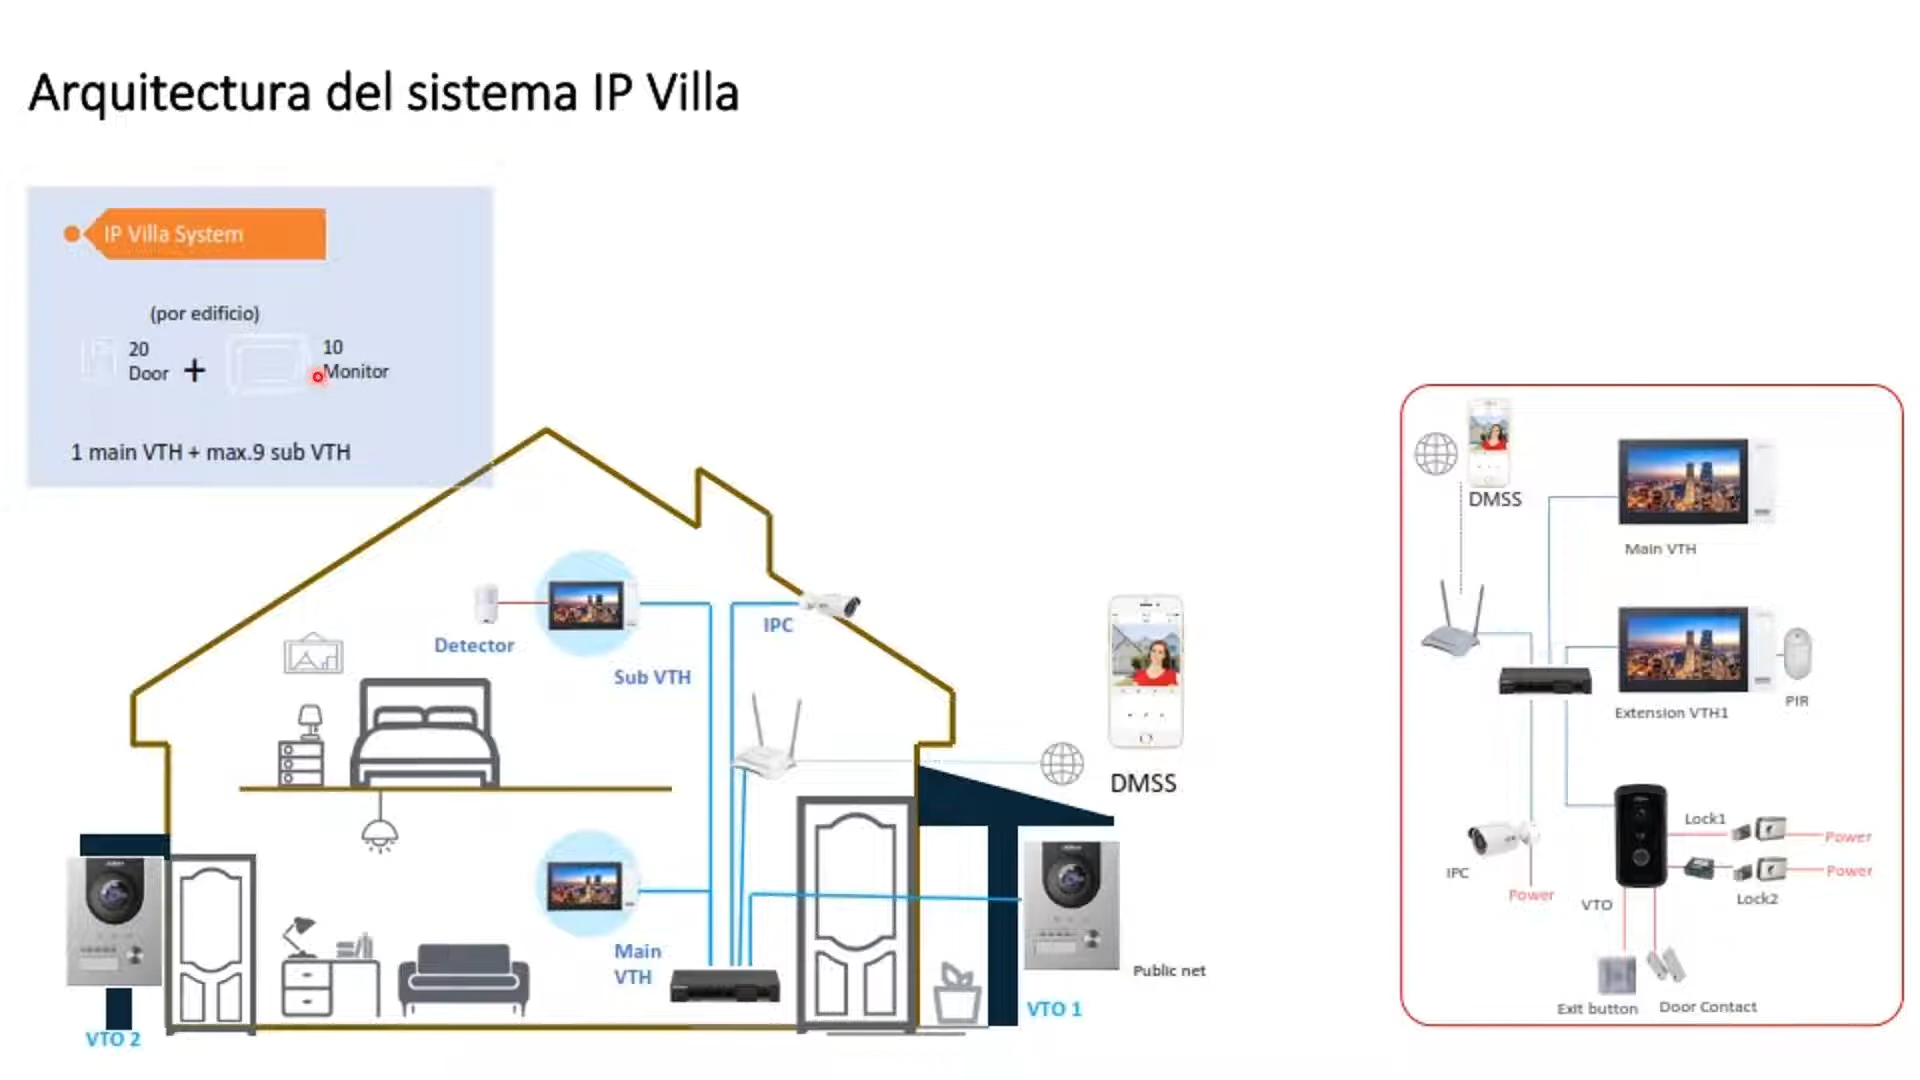 Arquitectura del sistema IP Villa
IP Villa System
(por edificio)
20
Door
+
10
Monitor
1 main VTH + max.9 sub VTH
Detector
Sub VTH
IPC
DMSS
Main
VTH
Public net
VTO 1
VTO 2
DMSS
Main VTH
Extension VTH1
PIR
IPC
Power
VTO
Lock1
Power
Power
Lock2
Exit button
Door Contact